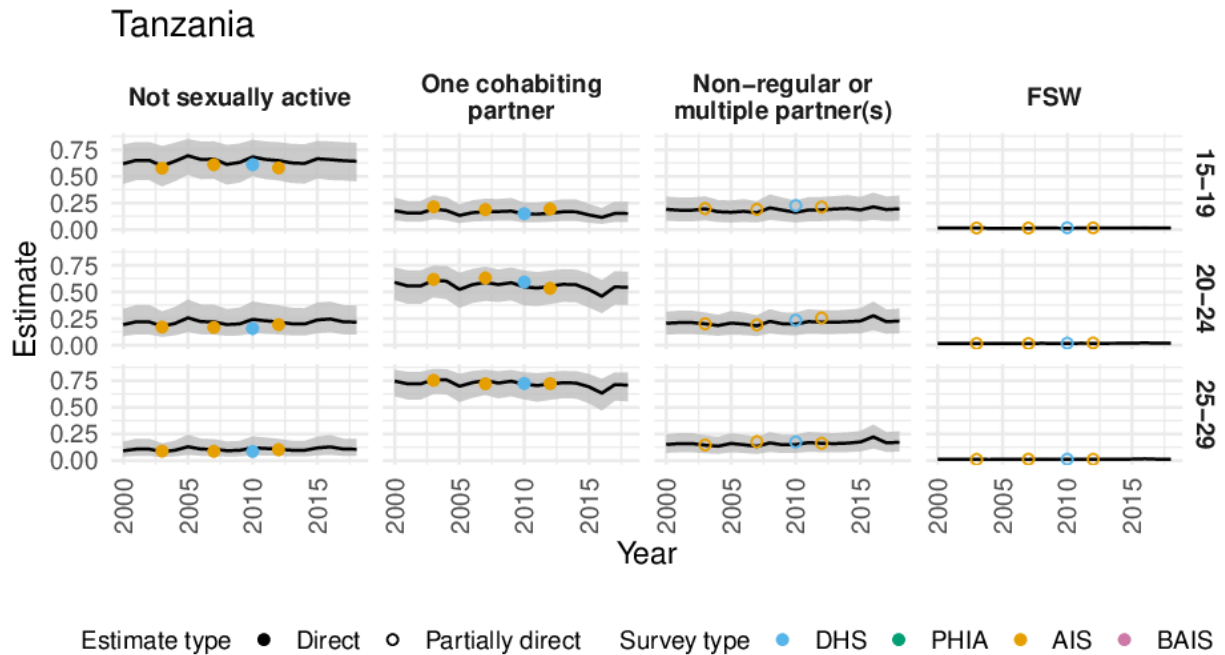 Tanzania
Not sexually active
One cohabiting
partner
Non−regular or
multiple partner(s)
FSW
Estimate
0.75
0.50
0.25
0.00
15−19
0.75
0.50
0.25
0.00
20−24
0.75
0.50
0.25
0.00
25−29
2000 2005 2010 2015 2000 2005 2010 2015 2000 2005 2010 2015 2000 2005 2010 2015
Year
Estimate type Direct Partially direct Survey type DHS PHIA AIS BAIS